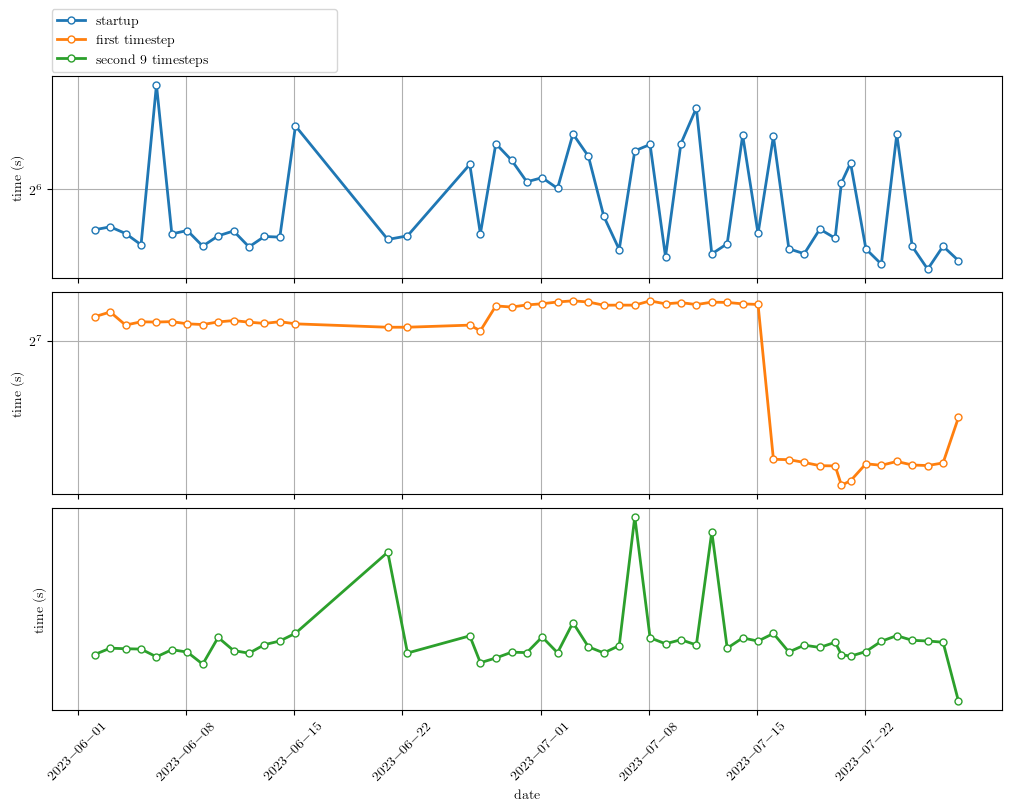 startup
first timestep
second 9 timesteps
time (s)
2^6
time (s)
2^7
time (s)
2023−06−01
2023−06−08
2023−06−15
2023−06−22
2023−07−01
2023−07−08
2023−07−15
2023−07−22
date